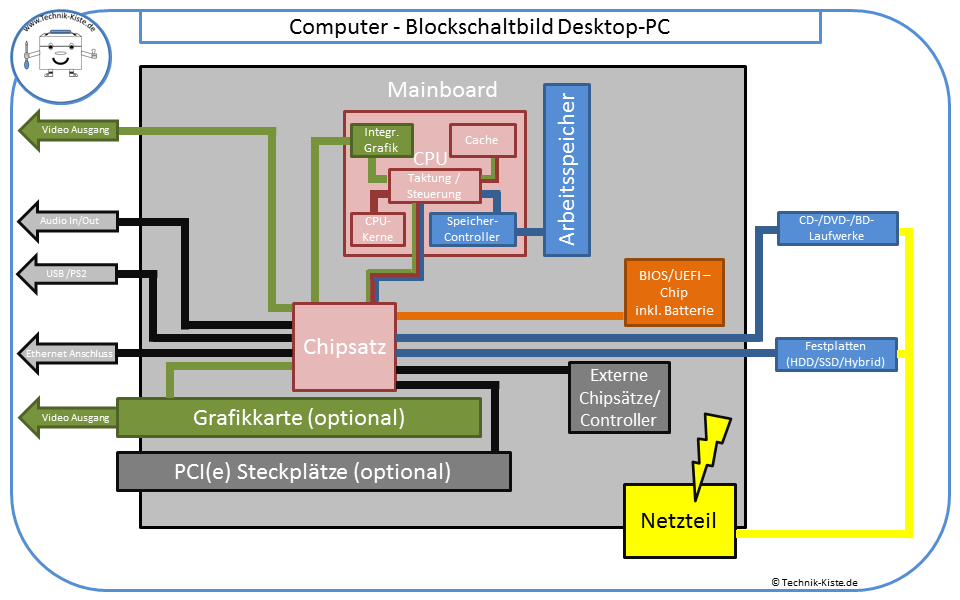 www.Technik-Kiste.de
Computer - Blockschaltbild Desktop-PC
Mainboard
Video Ausgang
Integr.
Grafik
Cache
CPU
Taktung /
Steuerung
CPU-
Kerne
Speicher-
Controller
Arbeitsspeicher
Audio In/Out
CD-/DVD-/BD-
Laufwerke
USB /PS2
BIOS/UEFI –
Chip
inkl. Batterie
Chipsatz
Ethernet Anschluss
Festplatten
(HDD/SSD/Hybrid)
Externe
Chipsätze/
Controller
Video Ausgang
Grafikkarte (optional)
PCI(e) Steckplätze (optional)
Netzteil
© Technik-Kiste.de